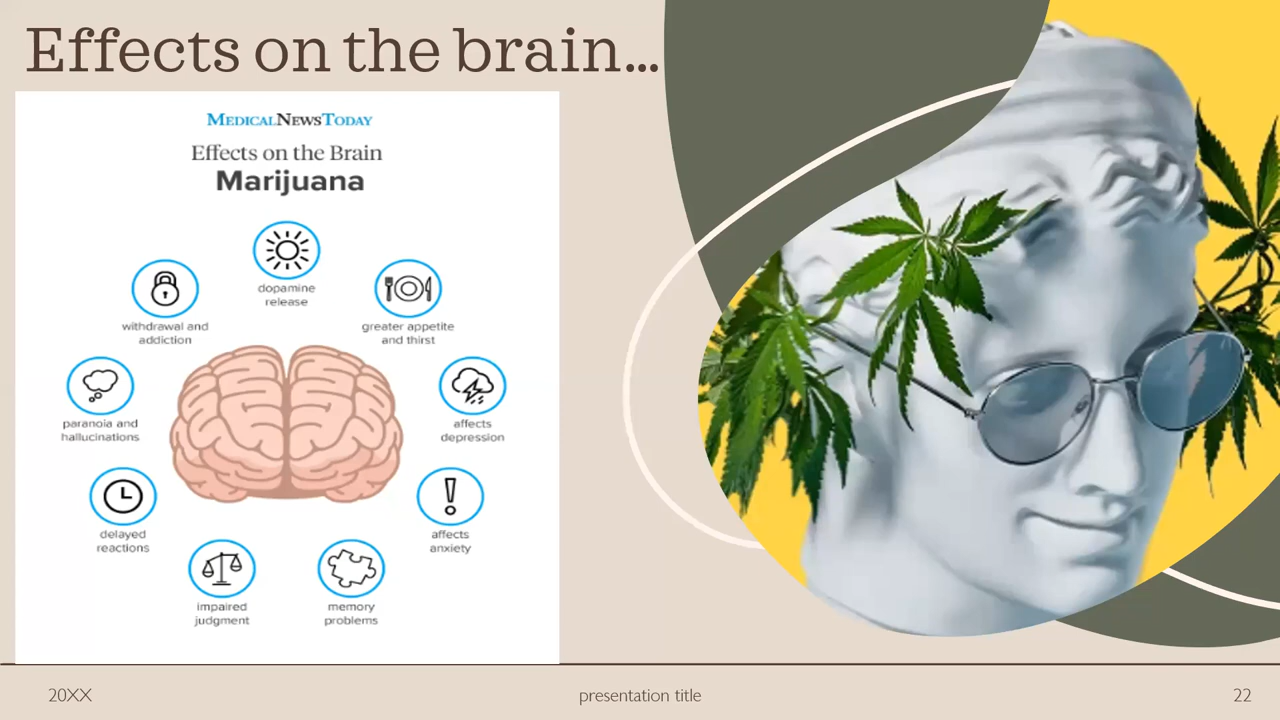 Effects on the brain...
MEDICALNEWSTODAY
Effects on the Brain
Marijuana
dopamine
release
withdrawal and
addiction
greater appetite
and thirst
paranoia and
hallucinations
affects
depression
delayed
reactions
affects
anxiety
impaired
judgment
memory
problems
20XX
presentation title
22